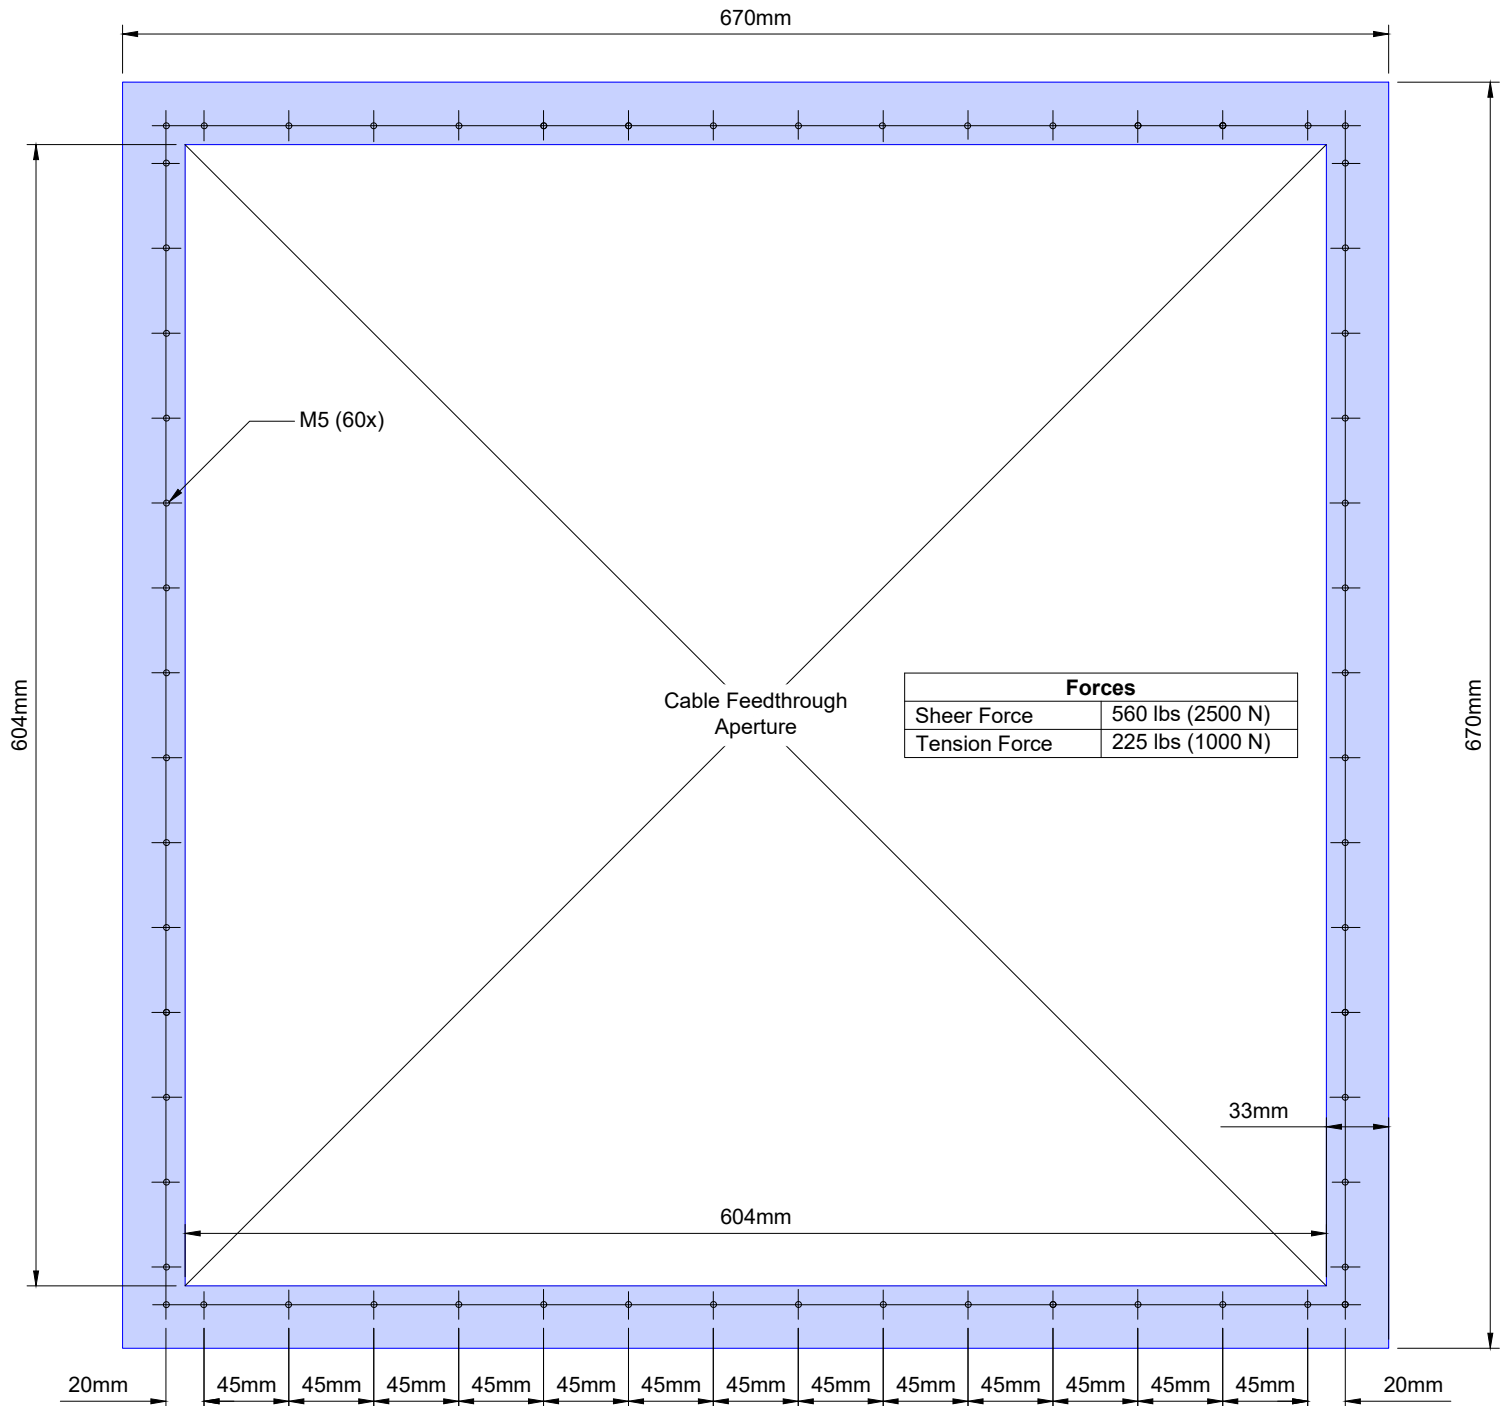 670mm
M5 (60x)
604mm
Cable Feedthrough
Aperture
Forces
Sheer Force 560 lbs (2500 N)
Tension Force 225 lbs (1000 N)
670mm
33mm
604mm
20mm 45mm 45mm 45mm 45mm 45mm 45mm 45mm 45mm 45mm 45mm 45mm 45mm 45mm 20mm